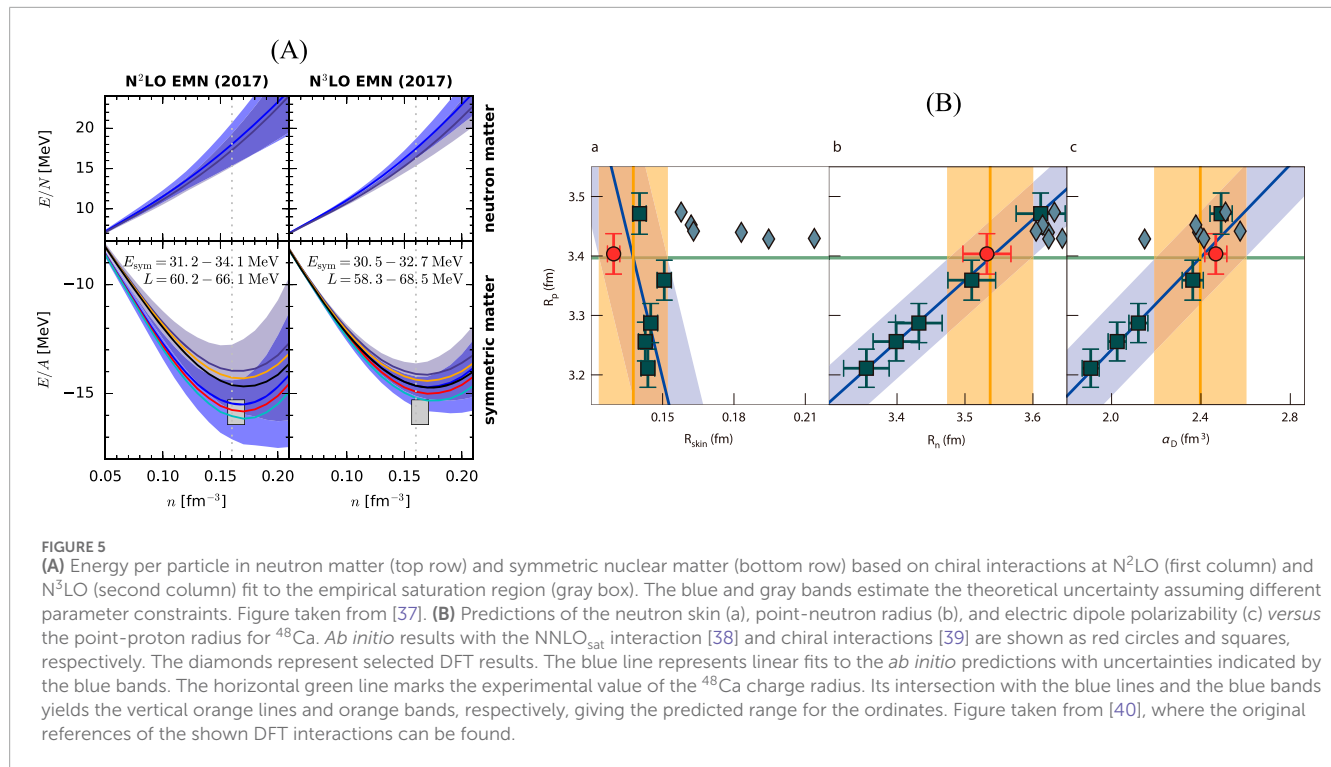 (A)
N²LO EMN (2017) N³LO EMN (2017)
20
15
10
E/N [MeV]
neutron matter
E_sym = 31.2 − 34.1 MeV
L = 60.2 − 66.1 MeV
E_sym = 30.5 − 32.7 MeV
L = 58.3 − 68.5 MeV
−10
−15
E/A [MeV]
symmetric matter
0.05 0.10 0.15 0.20 0.10 0.15 0.20
n [fm⁻³] n [fm⁻³]
(B)
a b c
3.5
3.4
3.3
3.2
R_p (fm)
0.15 0.18 0.21 3.4 3.5 3.6 2.0 2.4 2.8
R_skin (fm) R_n (fm) α_D (fm³)
FIGURE 5
(A) Energy per particle in neutron matter (top row) and symmetric nuclear matter (bottom row) based on chiral interactions at N²LO (first column) and
N³LO (second column) fit to the empirical saturation region (gray box). The blue and gray bands estimate the theoretical uncertainty assuming different
parameter constraints. Figure taken from [37]. (B) Predictions of the neutron skin (a), point-neutron radius (b), and electric dipole polarizability (c) versus
the point-proton radius for ⁴⁸Ca. Ab initio results with the NNLO_sat interaction [38] and chiral interactions [39] are shown as red circles and squares,
respectively. The diamonds represent selected DFT results. The blue line represents linear fits to the ab initio predictions with uncertainties indicated by
the blue bands. The horizontal green line marks the experimental value of the ⁴⁸Ca charge radius. Its intersection with the blue lines and the blue bands
yields the vertical orange lines and orange bands, respectively, giving the predicted range for the ordinates. Figure taken from [40], where the original
references of the shown DFT interactions can be found.